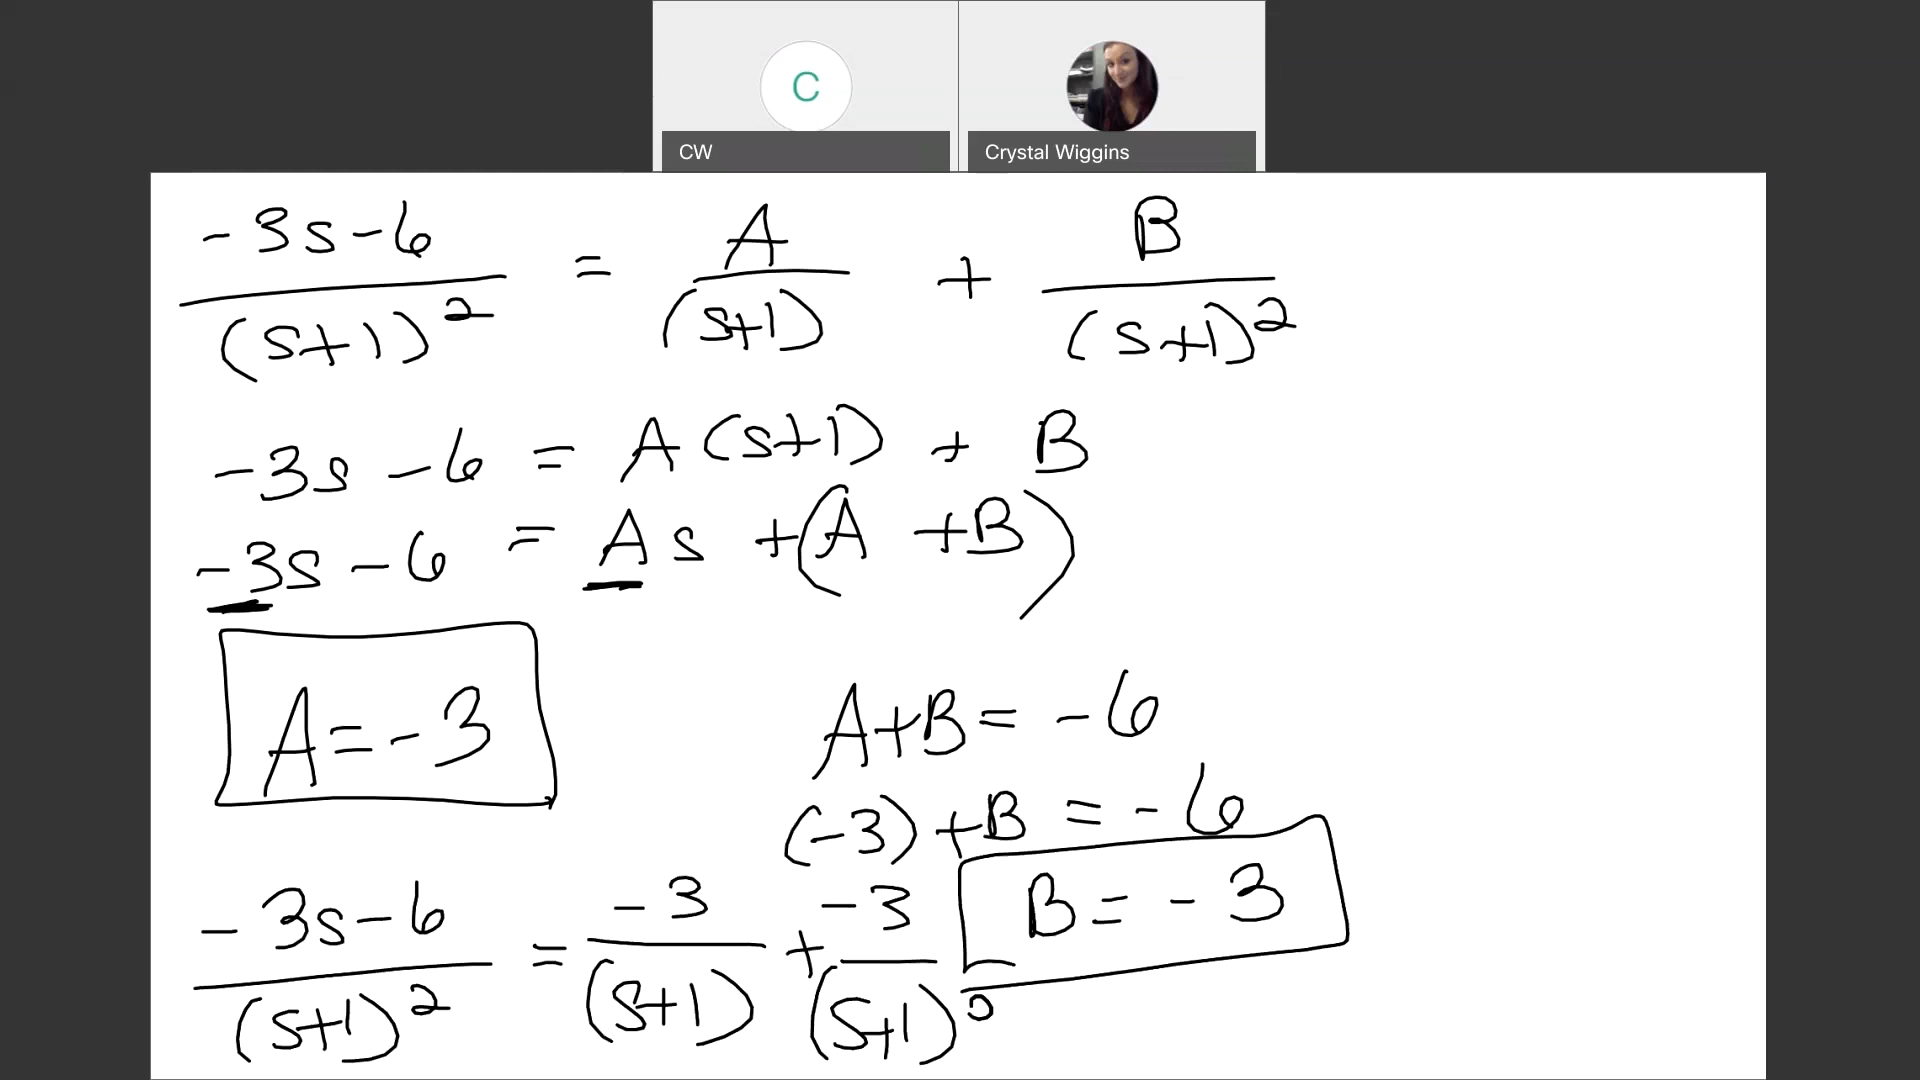 C
CW
Crystal Wiggins
-3s-6 / (s+1)^2 = A / (s+1) + B / (s+1)^2
-3s-6 = A(s+1) + B
-3s-6 = As +(A +B)
A=-3
A+B=-6
(-3)+B=-6
B=-3
-3s-6 / (s+1)^2 = -3 / (s+1) + -3 / (s+1)